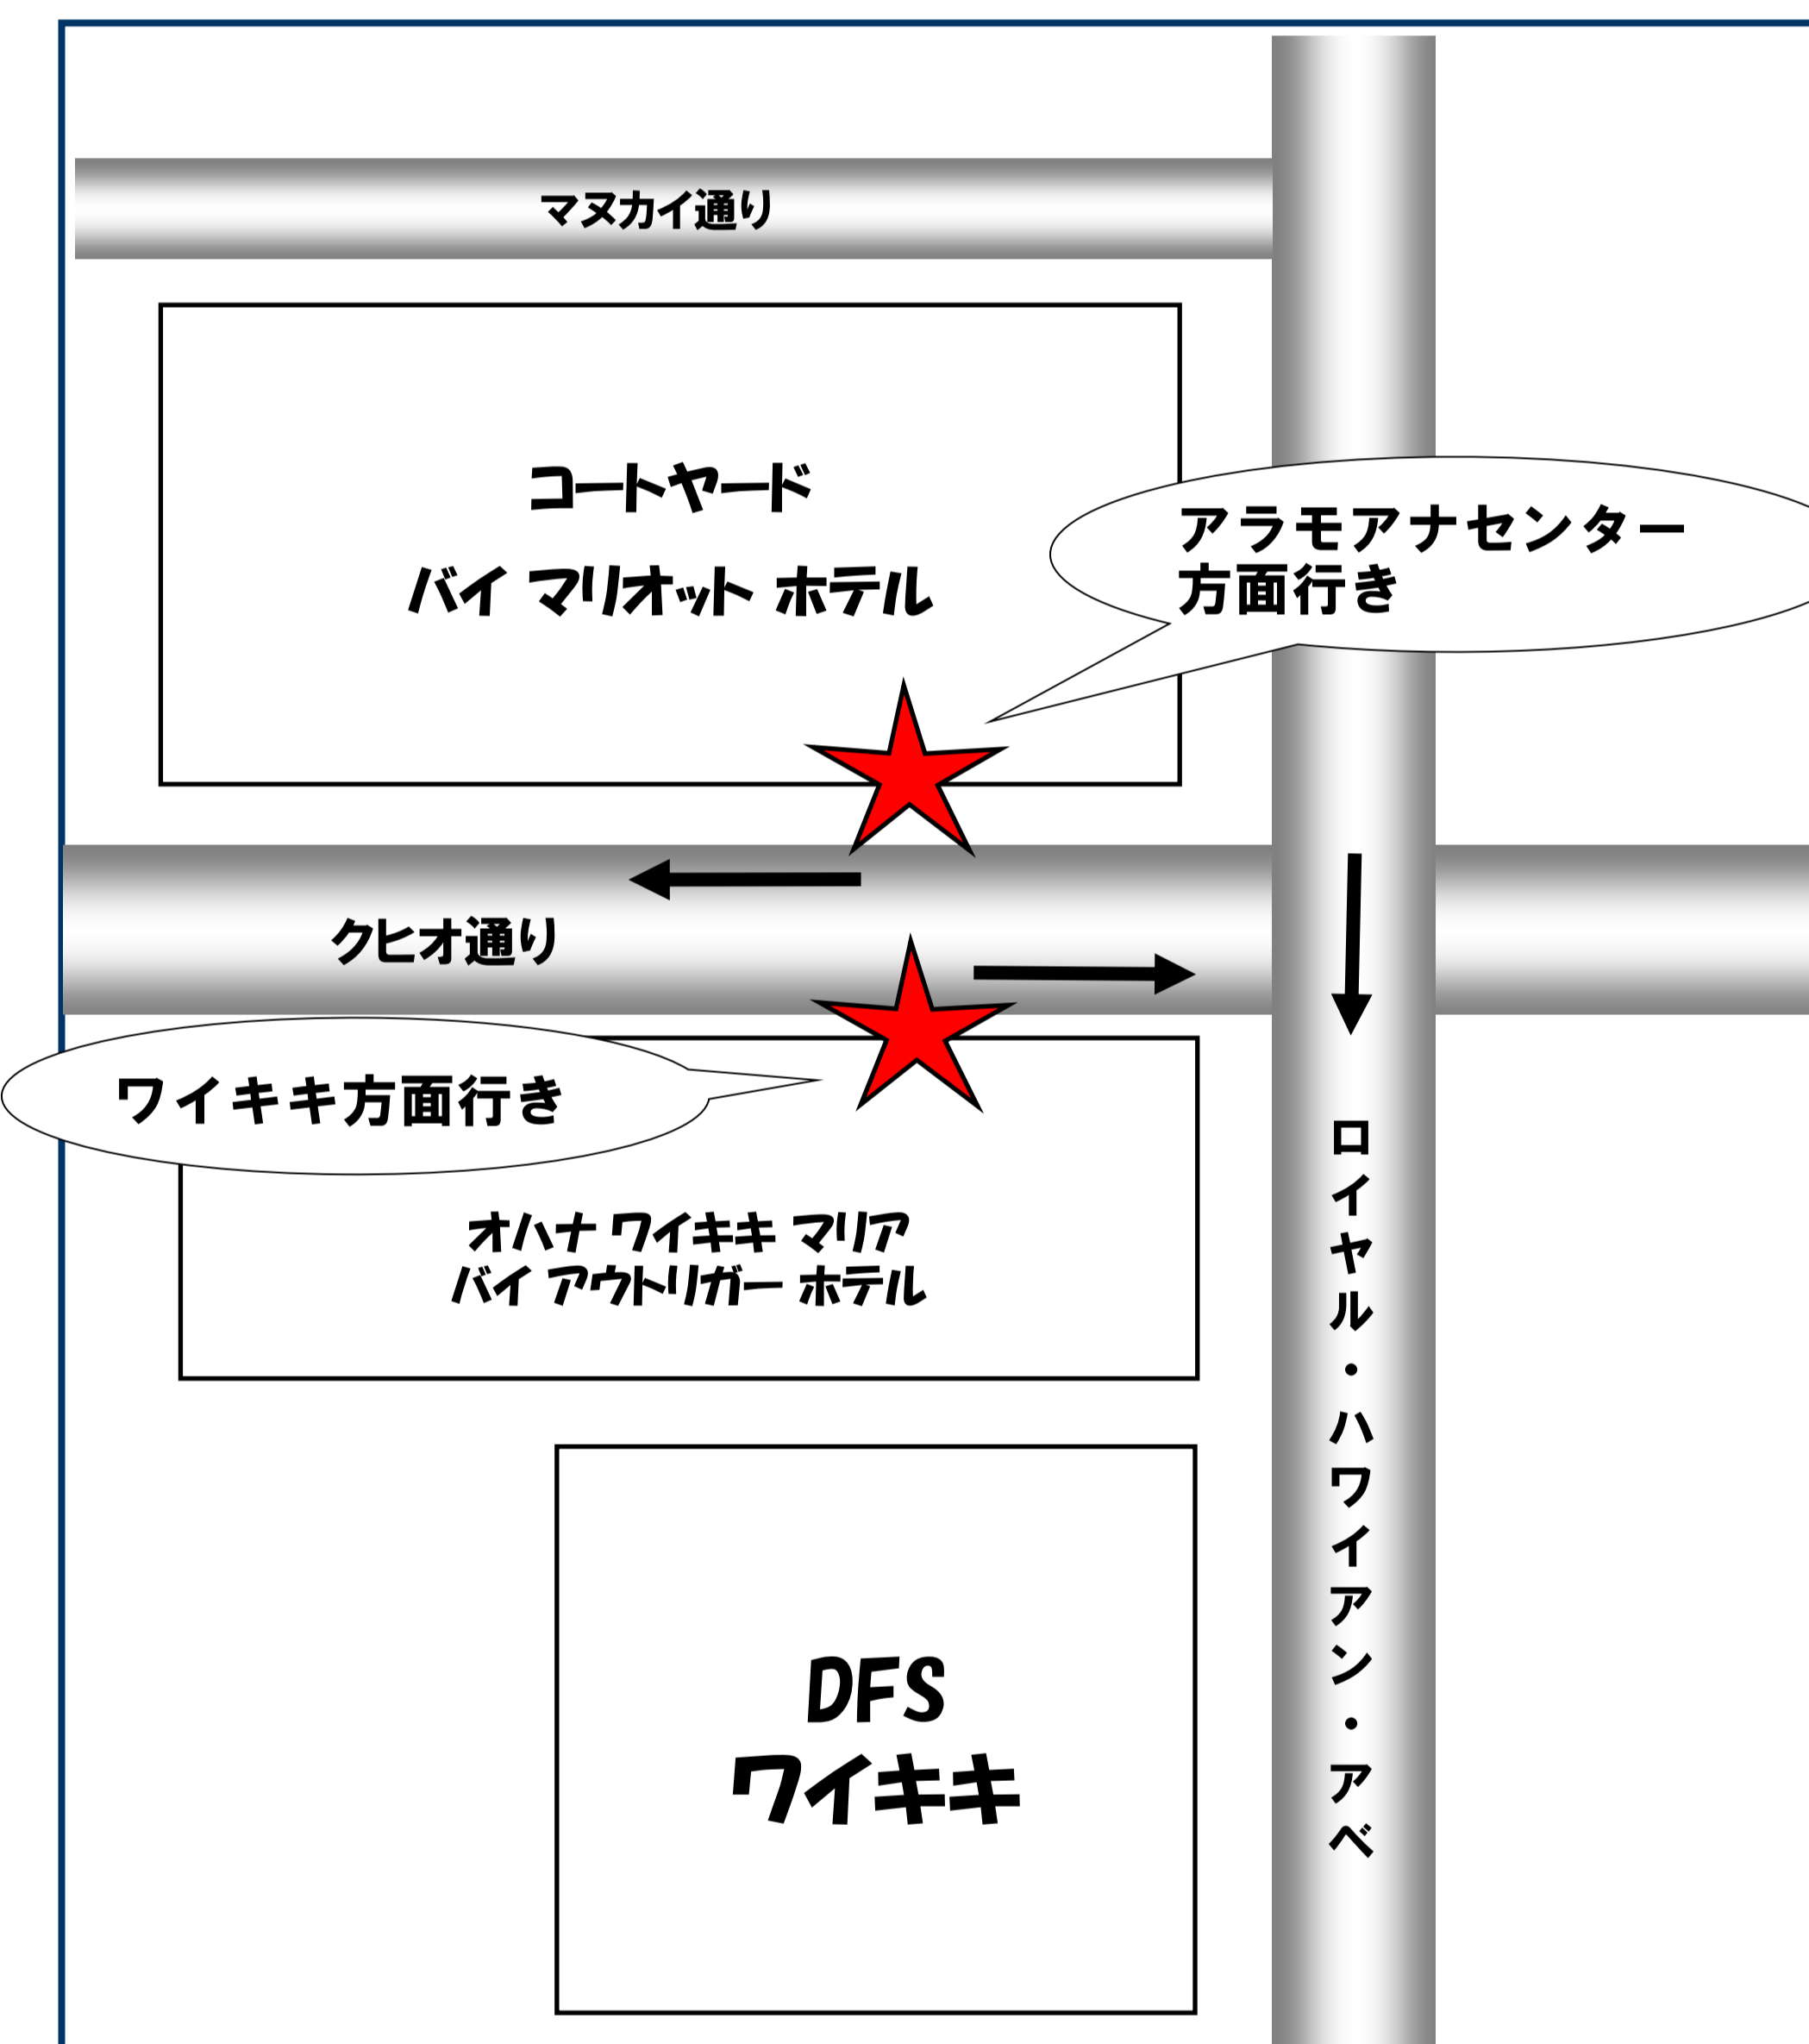 マヌカイ通り
コートヤード
バイ マリオット ホテル
アラモアナセンター
方面行き
クヒオ通り
ワイキキ方面行き
オハナ ワイキキ マリア
バイ アウトリガー ホテル
ロイヤル・ハワイアン・アベ
DFS
ワイキキ